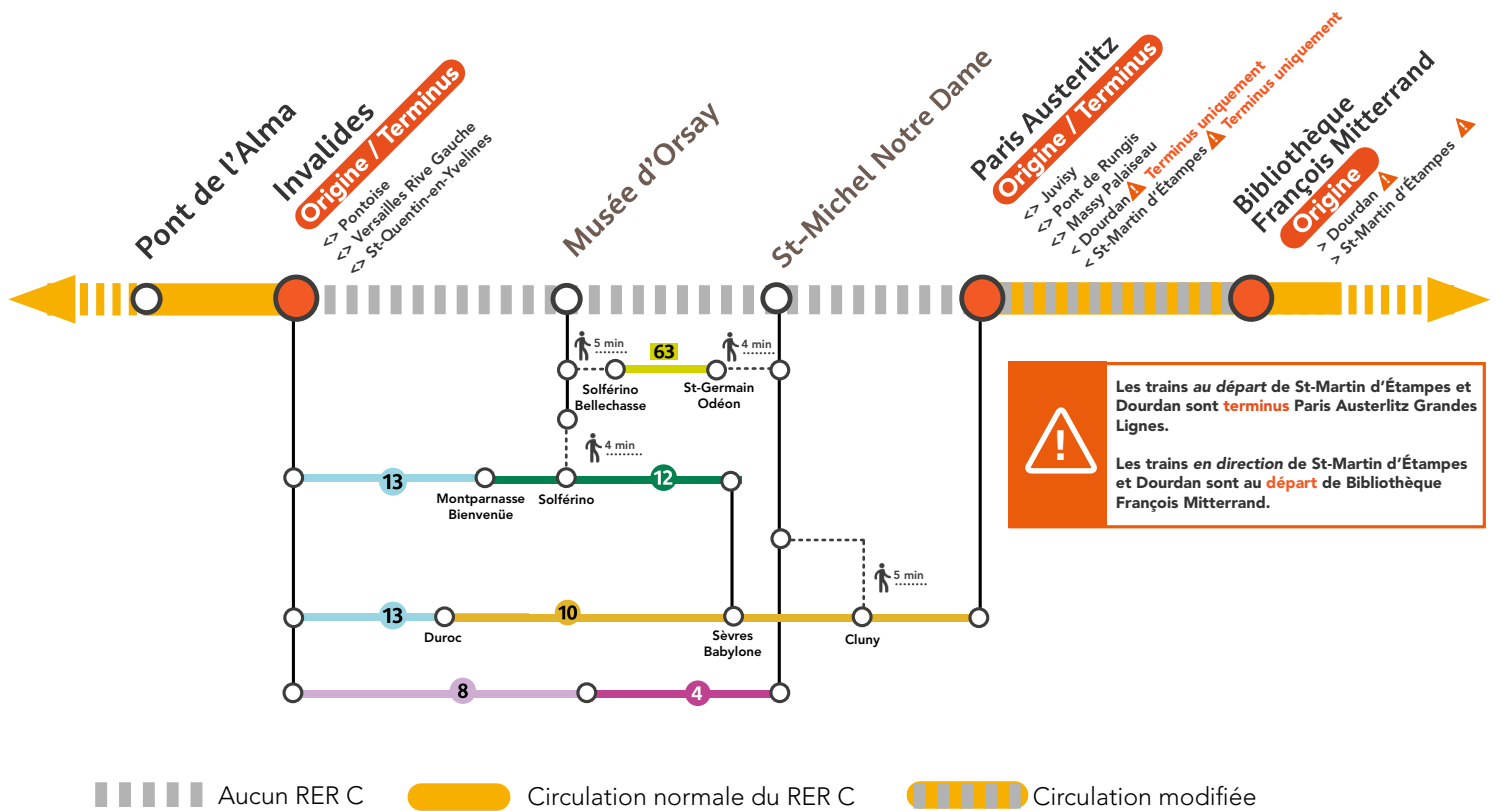 Pont de l'Alma
Invalides
Origine / Terminus
<> Pontoise
<> Versailles Rive Gauche
<> St-Quentin-en-Yvelines
Musée d'Orsay
St-Michel Notre Dame
Paris Austerlitz
Origine / Terminus
<> Juvisy
<> Pont de Rungis
<> Massy Palaiseau
< Dourdan ! Terminus uniquement
< St-Martin d'Étampes ! Terminus uniquement
Bibliothèque
François Mitterrand
Origine
> Dourdan !
> St-Martin d'Étampes !
5 min
63
4 min
Solférino
Bellechasse
St-Germain
Odéon
4 min
13
12
Montparnasse
Bienvenüe
Solférino
5 min
13
10
Duroc
Sèvres
Babylone
Cluny
8
4
!
Les trains au départ de St-Martin d'Étampes et
Dourdan sont terminus Paris Austerlitz Grandes
Lignes.
Les trains en direction de St-Martin d'Étampes
et Dourdan sont au départ de Bibliothèque
François Mitterrand.
Aucun RER C
Circulation normale du RER C
Circulation modifiée